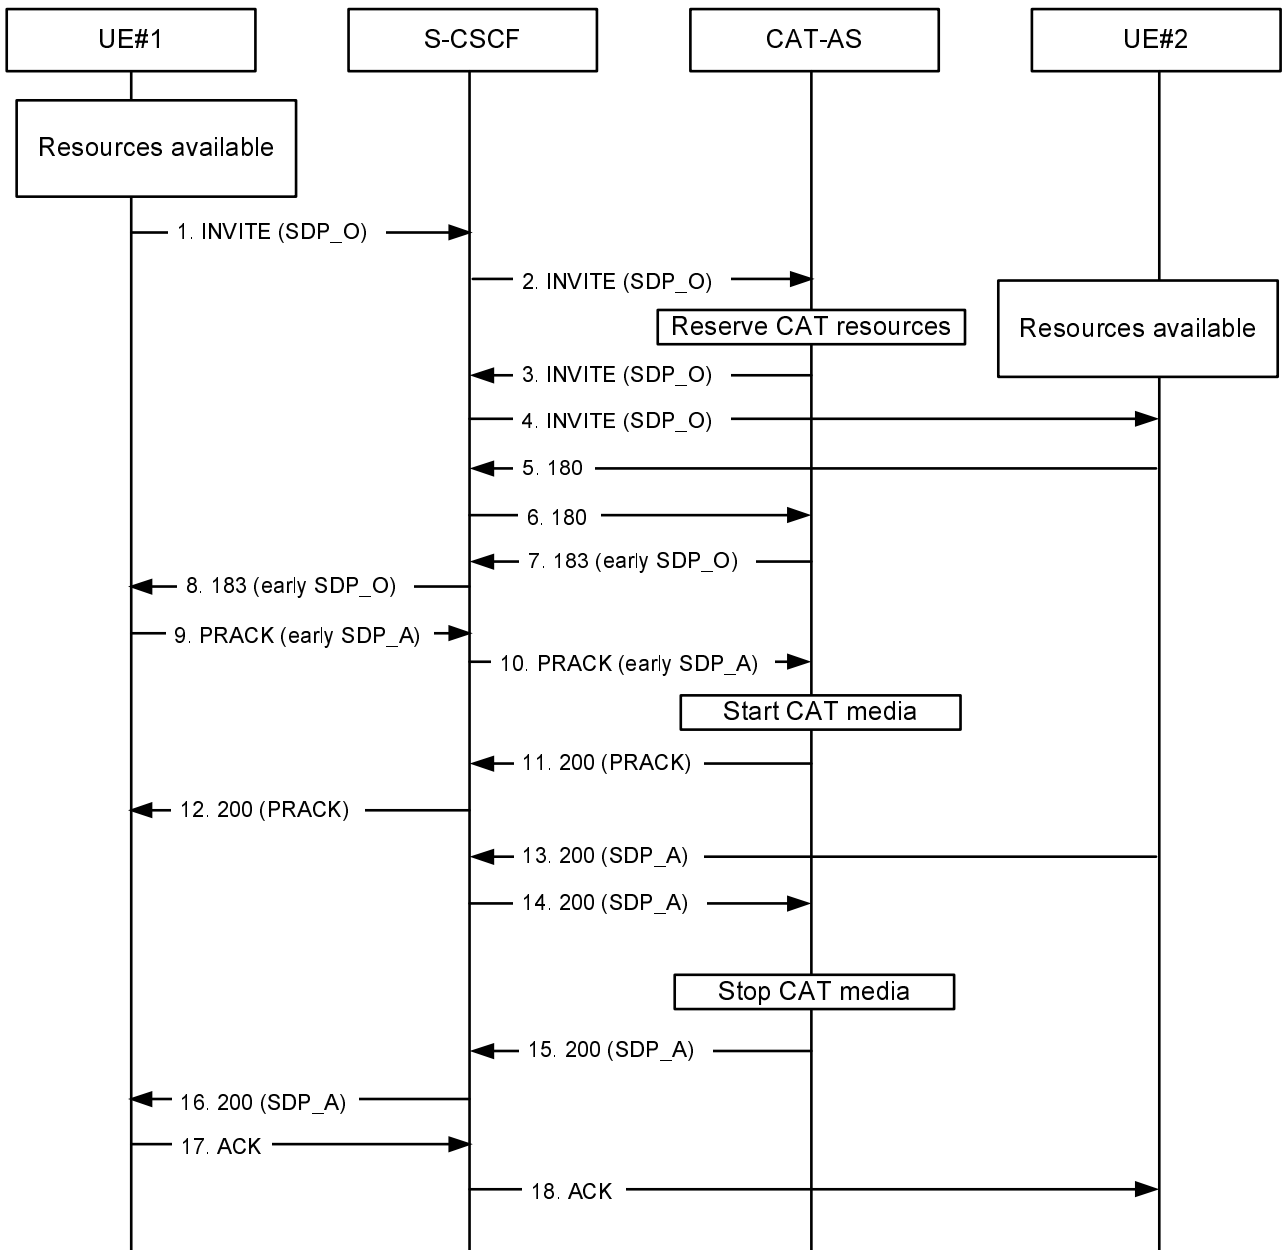 UE#1
S-CSCF
CAT-AS
UE#2
Resources available
1. INVITE (SDP_O)
2. INVITE (SDP_O)
Reserve CAT resources
Resources available
3. INVITE (SDP_O)
4. INVITE (SDP_O)
5. 180
6. 180
7. 183 (early SDP_O)
8. 183 (early SDP_O)
9. PRACK (early SDP_A)
10. PRACK (early SDP_A)
Start CAT media
11. 200 (PRACK)
12. 200 (PRACK)
13. 200 (SDP_A)
14. 200 (SDP_A)
Stop CAT media
15. 200 (SDP_A)
16. 200 (SDP_A)
17. ACK
18. ACK